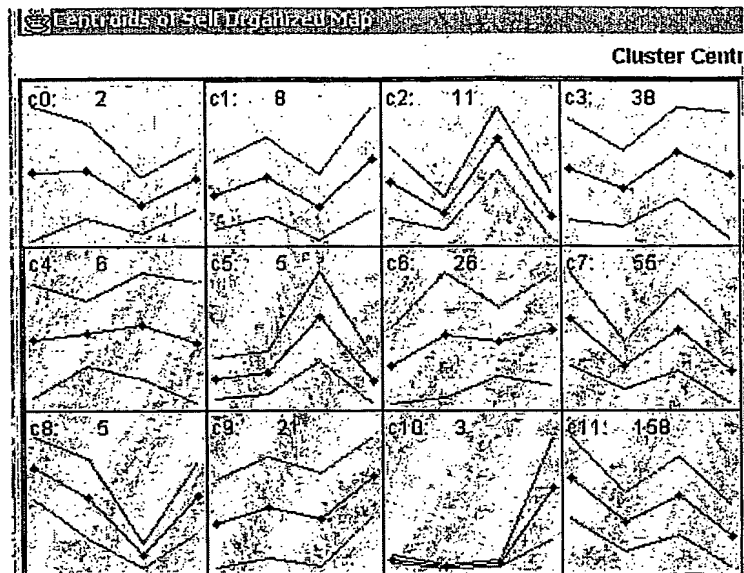 Centroids of Self Organized Map
Cluster Centr
c0: 2
c1: 8
c2: 11
c3: 38
c4: 6
c5: 5
c6: 26
c7: 56
c8: 5
c9: 21
c10: 3
c11: 158